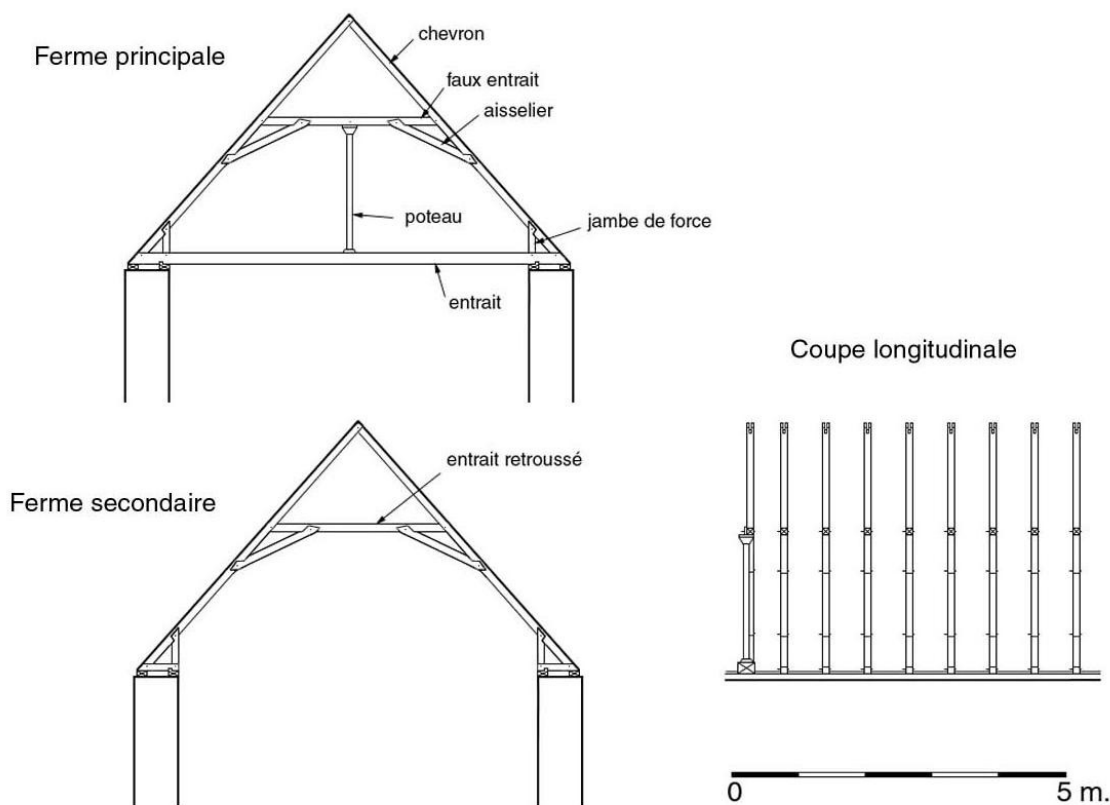 Ferme principale
chevron
faux entrait
aisselier
poteau
jambe de force
entrait
Coupe longitudinale
Ferme secondaire
entrait retroussé
0
5 m.